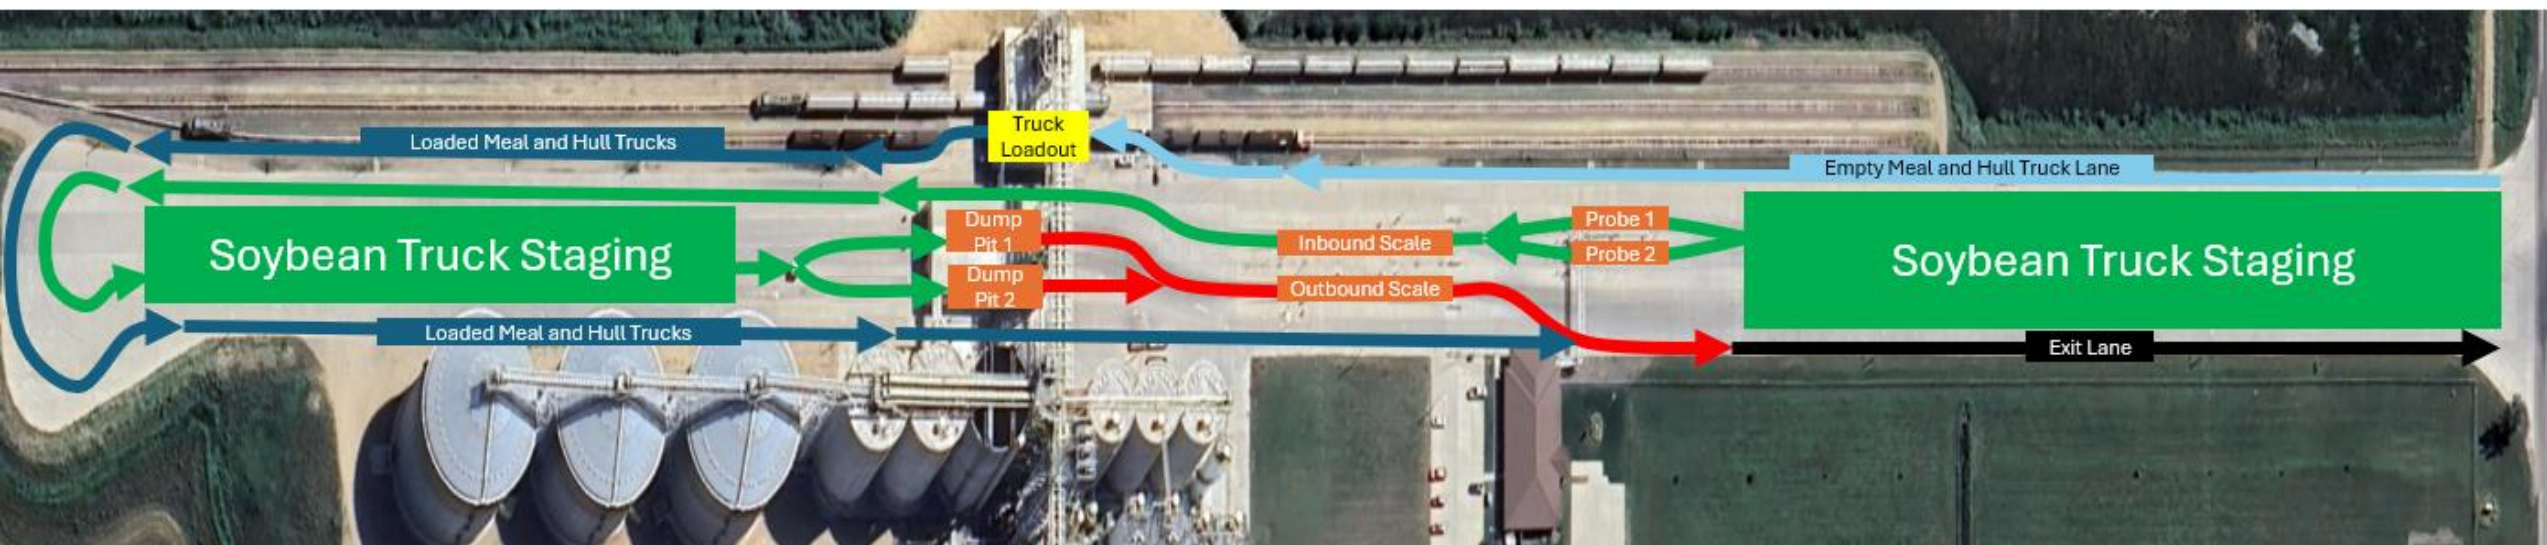 Truck
Loadout
Loaded Meal and Hull Trucks
Empty Meal and Hull Truck Lane
Dump
Pit 1
Probe 1
Inbound Scale
Probe 2
Soybean Truck Staging
Soybean Truck Staging
Dump
Pit 2
Outbound Scale
Loaded Meal and Hull Trucks
Exit Lane